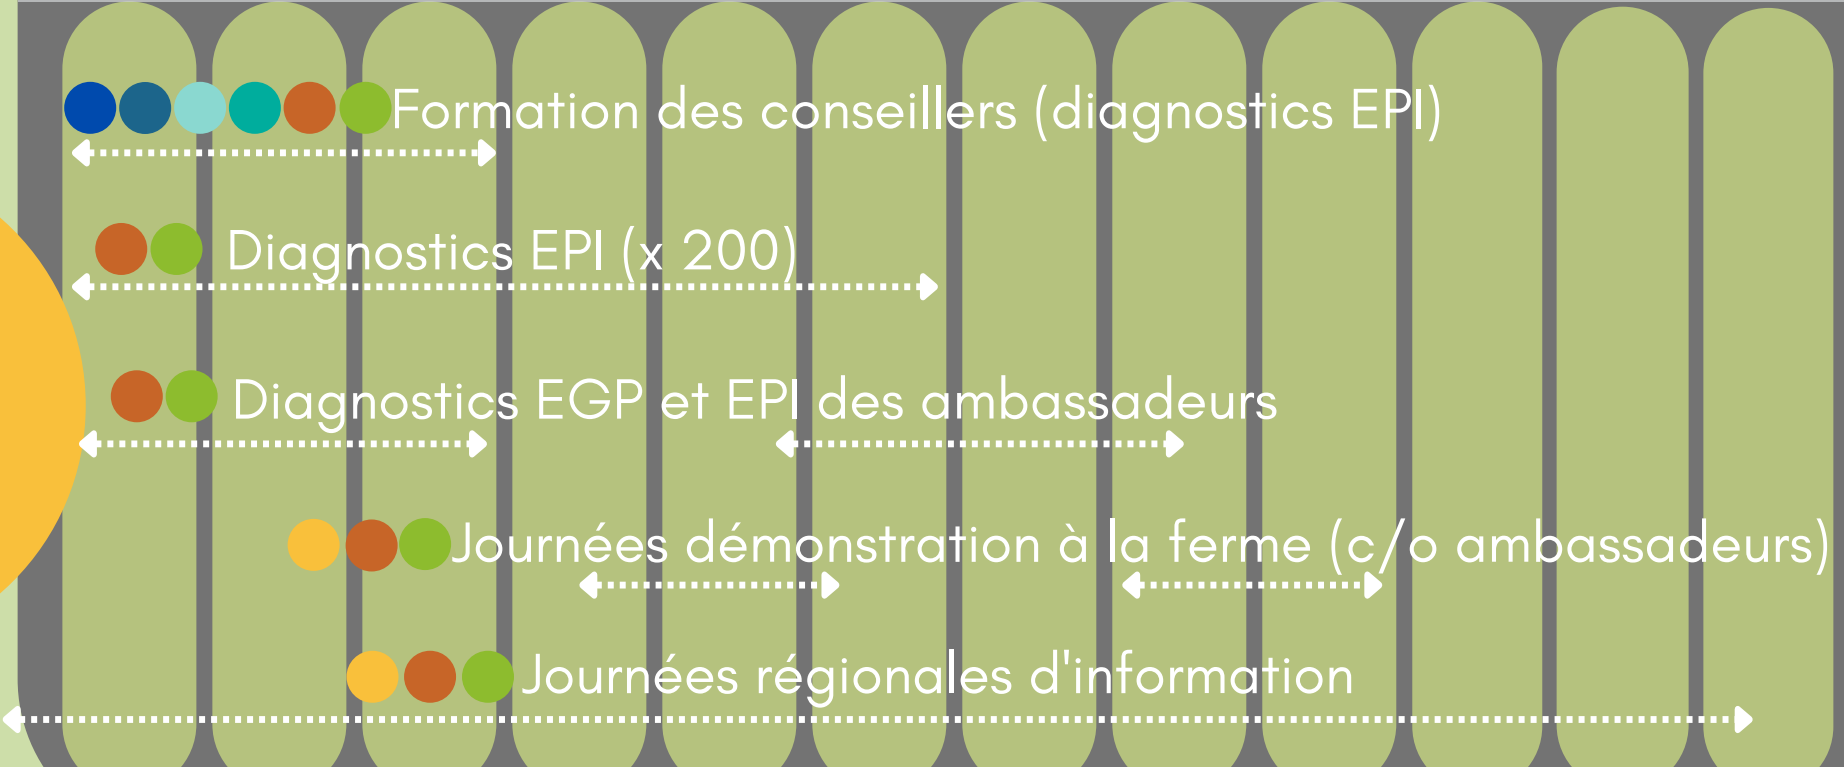 Formation des conseillers (diagnostics EPI)
Diagnostics EPI (x 200)
Diagnostics EGP et EPI des ambassadeurs
Journées démonstration à la ferme (c/o ambassadeurs)
Journées régionales d'information